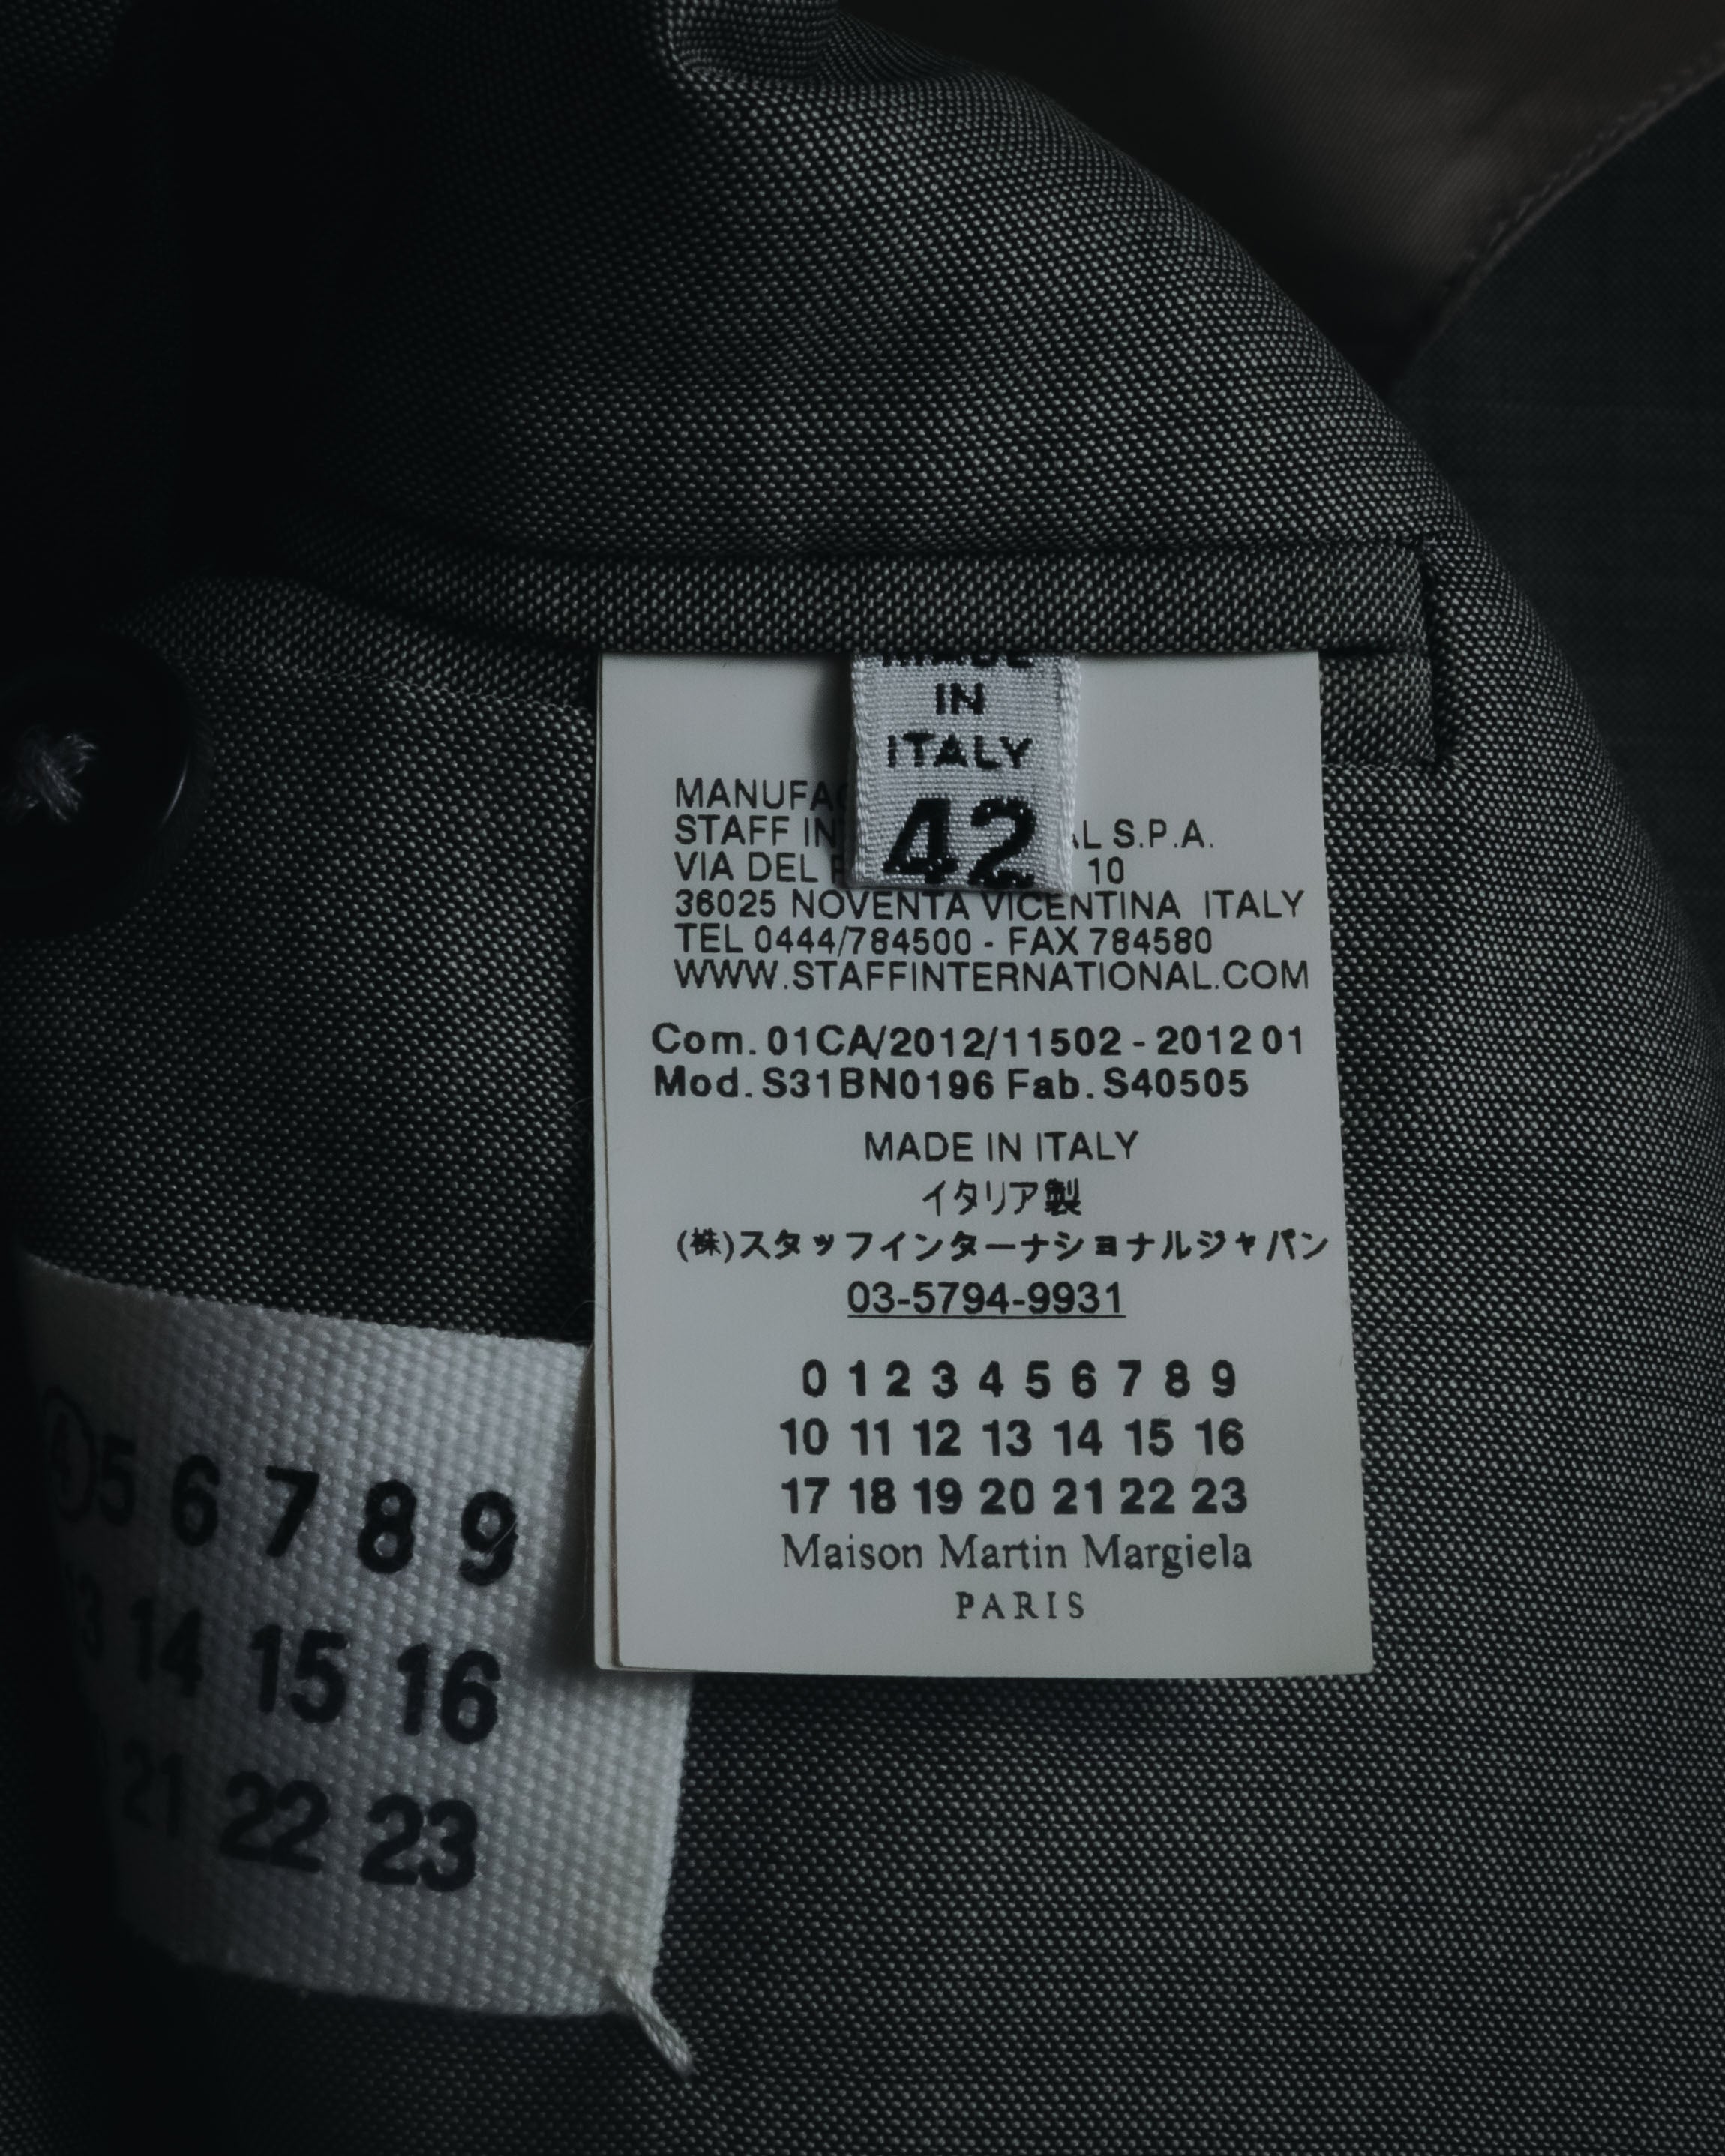 IN
ITALY
42
STAFF S.P.A.
VIA DEL 10
36025 NOVENTA VICENTINA ITALY
TEL 0444/784500 - FAX 784580
WWW.STAFFINTERNATIONAL.COM
Com. 01CA/2012/11502 - 2012 01
Mod. S31BN0196 Fab. S40505
MADE IN ITALY
イタリア製
(株)スタッフインターナショナルジャパン
03-5794-9931
0 1 2 3 4 5 6 7 8 9
10 11 12 13 14 15 16
17 18 19 20 21 22 23
Maison Martin Margiela
PARIS
5 6 7 8 9
14 15 16
21 22 23